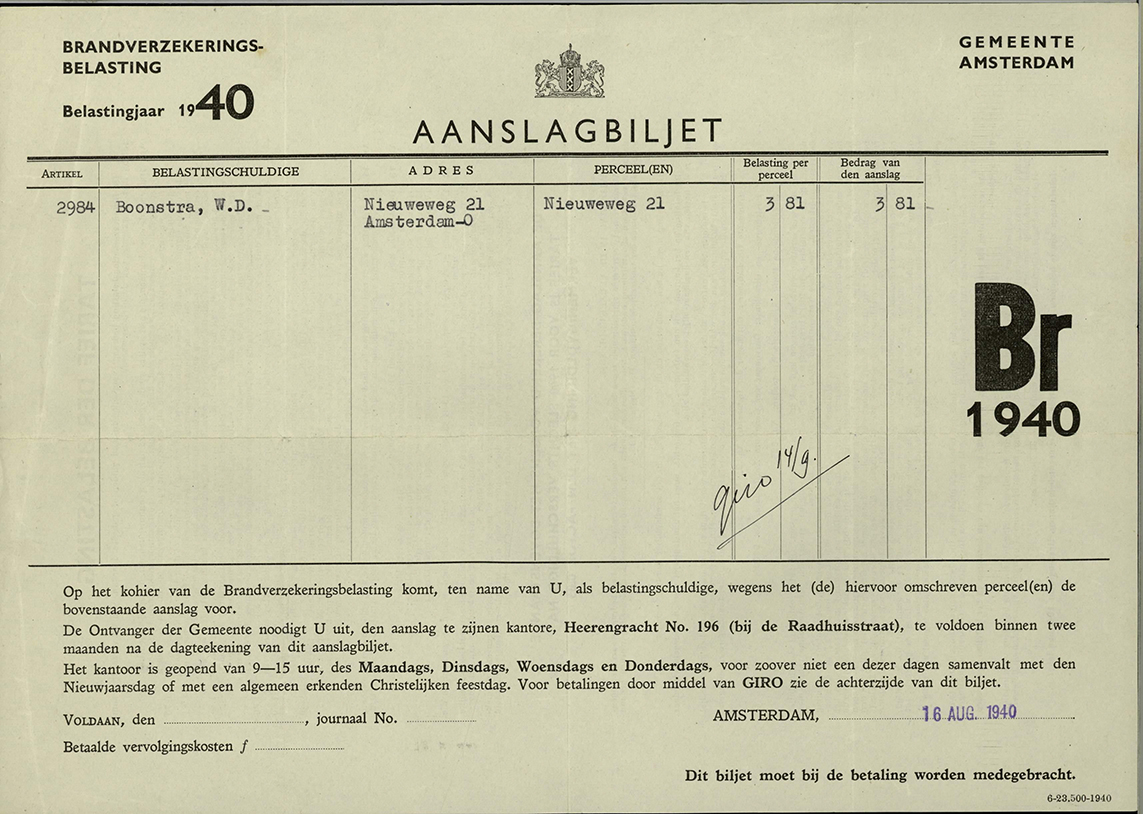 BRANDVERZEKERINGS-
BELASTING
Belastingjaar 1940
GEMEENTE
AMSTERDAM
AANSLAGBILJET
ARTIKEL BELASTINGSCHULDIGE ADRES PERCEEL(EN) Belasting per perceel Bedrag van den aanslag
2984 Boonstra, W.D. Nieuweweg 21 Nieuweweg 21 3 81 3 81
Amsterdam-O
Br
1940
giro 14/9.
Op het kohier van de Brandverzekeringsbelasting komt, ten name van U, als belastingschuldige, wegens het (de) hiervoor omschreven perceel(en) de
bovenstaande aanslag voor.
De Ontvanger der Gemeente noodigt U uit, den aanslag te zijnen kantore, Heerengracht No. 196 (bij de Raadhuisstraat), te voldoen binnen twee
maanden na de dagteekening van dit aanslagbiljet.
Het kantoor is geopend van 9—15 uur, des Maandags, Dinsdags, Woensdags en Donderdags, voor zoover niet een dezer dagen samenvalt met den
Nieuwjaarsdag of met een algemeen erkenden Christelijken feestdag. Voor betalingen door middel van GIRO zie de achterzijde van dit biljet.
VOLDAAN, den ..................., journaal No. ...................
AMSTERDAM, 16 AUG. 1940
Betaalde vervolgingskosten f ...................
Dit biljet moet bij de betaling worden medegebracht.
6-23.500-1940